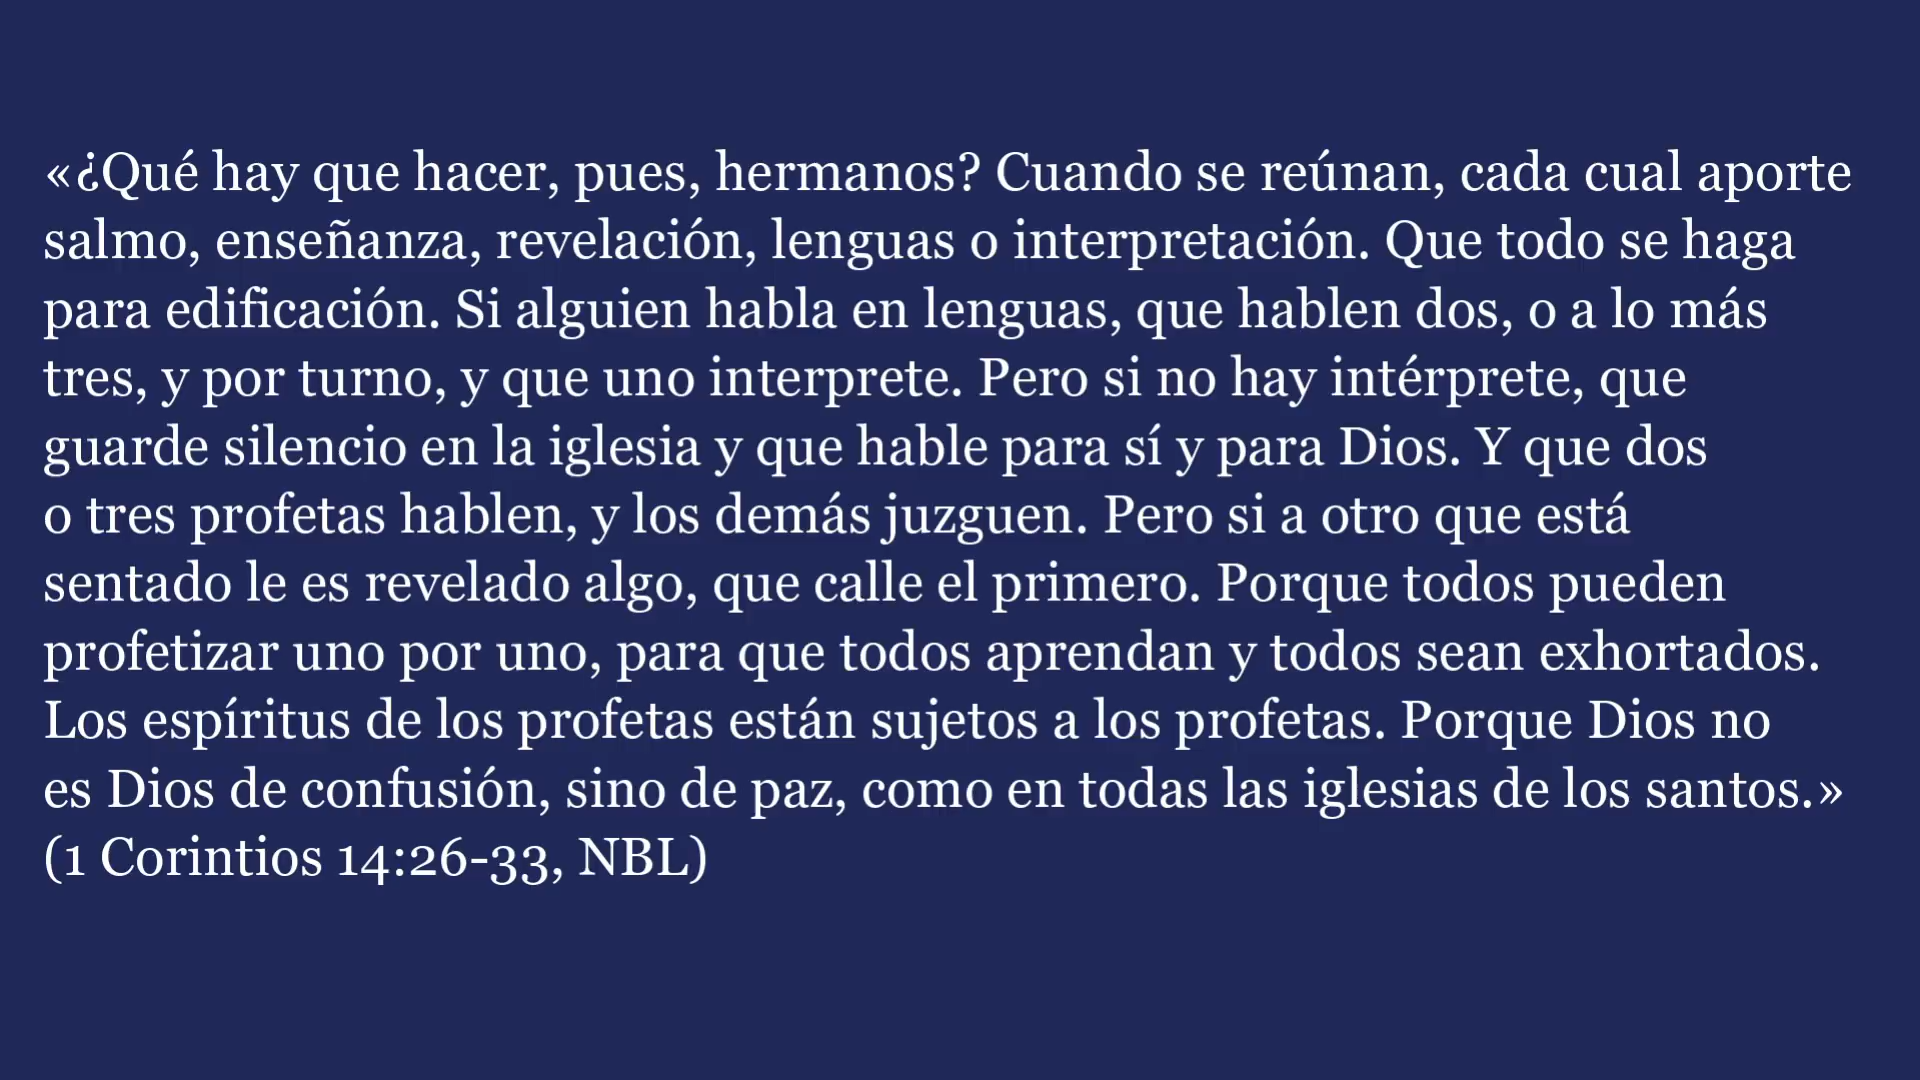 «¿Qué hay que hacer, pues, hermanos? Cuando se reúnan, cada cual aporte
salmo, enseñanza, revelación, lenguas o interpretación. Que todo se haga
para edificación. Si alguien habla en lenguas, que hablen dos, o a lo más
tres, y por turno, y que uno interprete. Pero si no hay intérprete, que
guarde silencio en la iglesia y que hable para sí y para Dios. Y que dos
o tres profetas hablen, y los demás juzguen. Pero si a otro que está
sentado le es revelado algo, que calle el primero. Porque todos pueden
profetizar uno por uno, para que todos aprendan y todos sean exhortados.
Los espíritus de los profetas están sujetos a los profetas. Porque Dios no
es Dios de confusión, sino de paz, como en todas las iglesias de los santos.»
(1 Corintios 14:26-33, NBL)